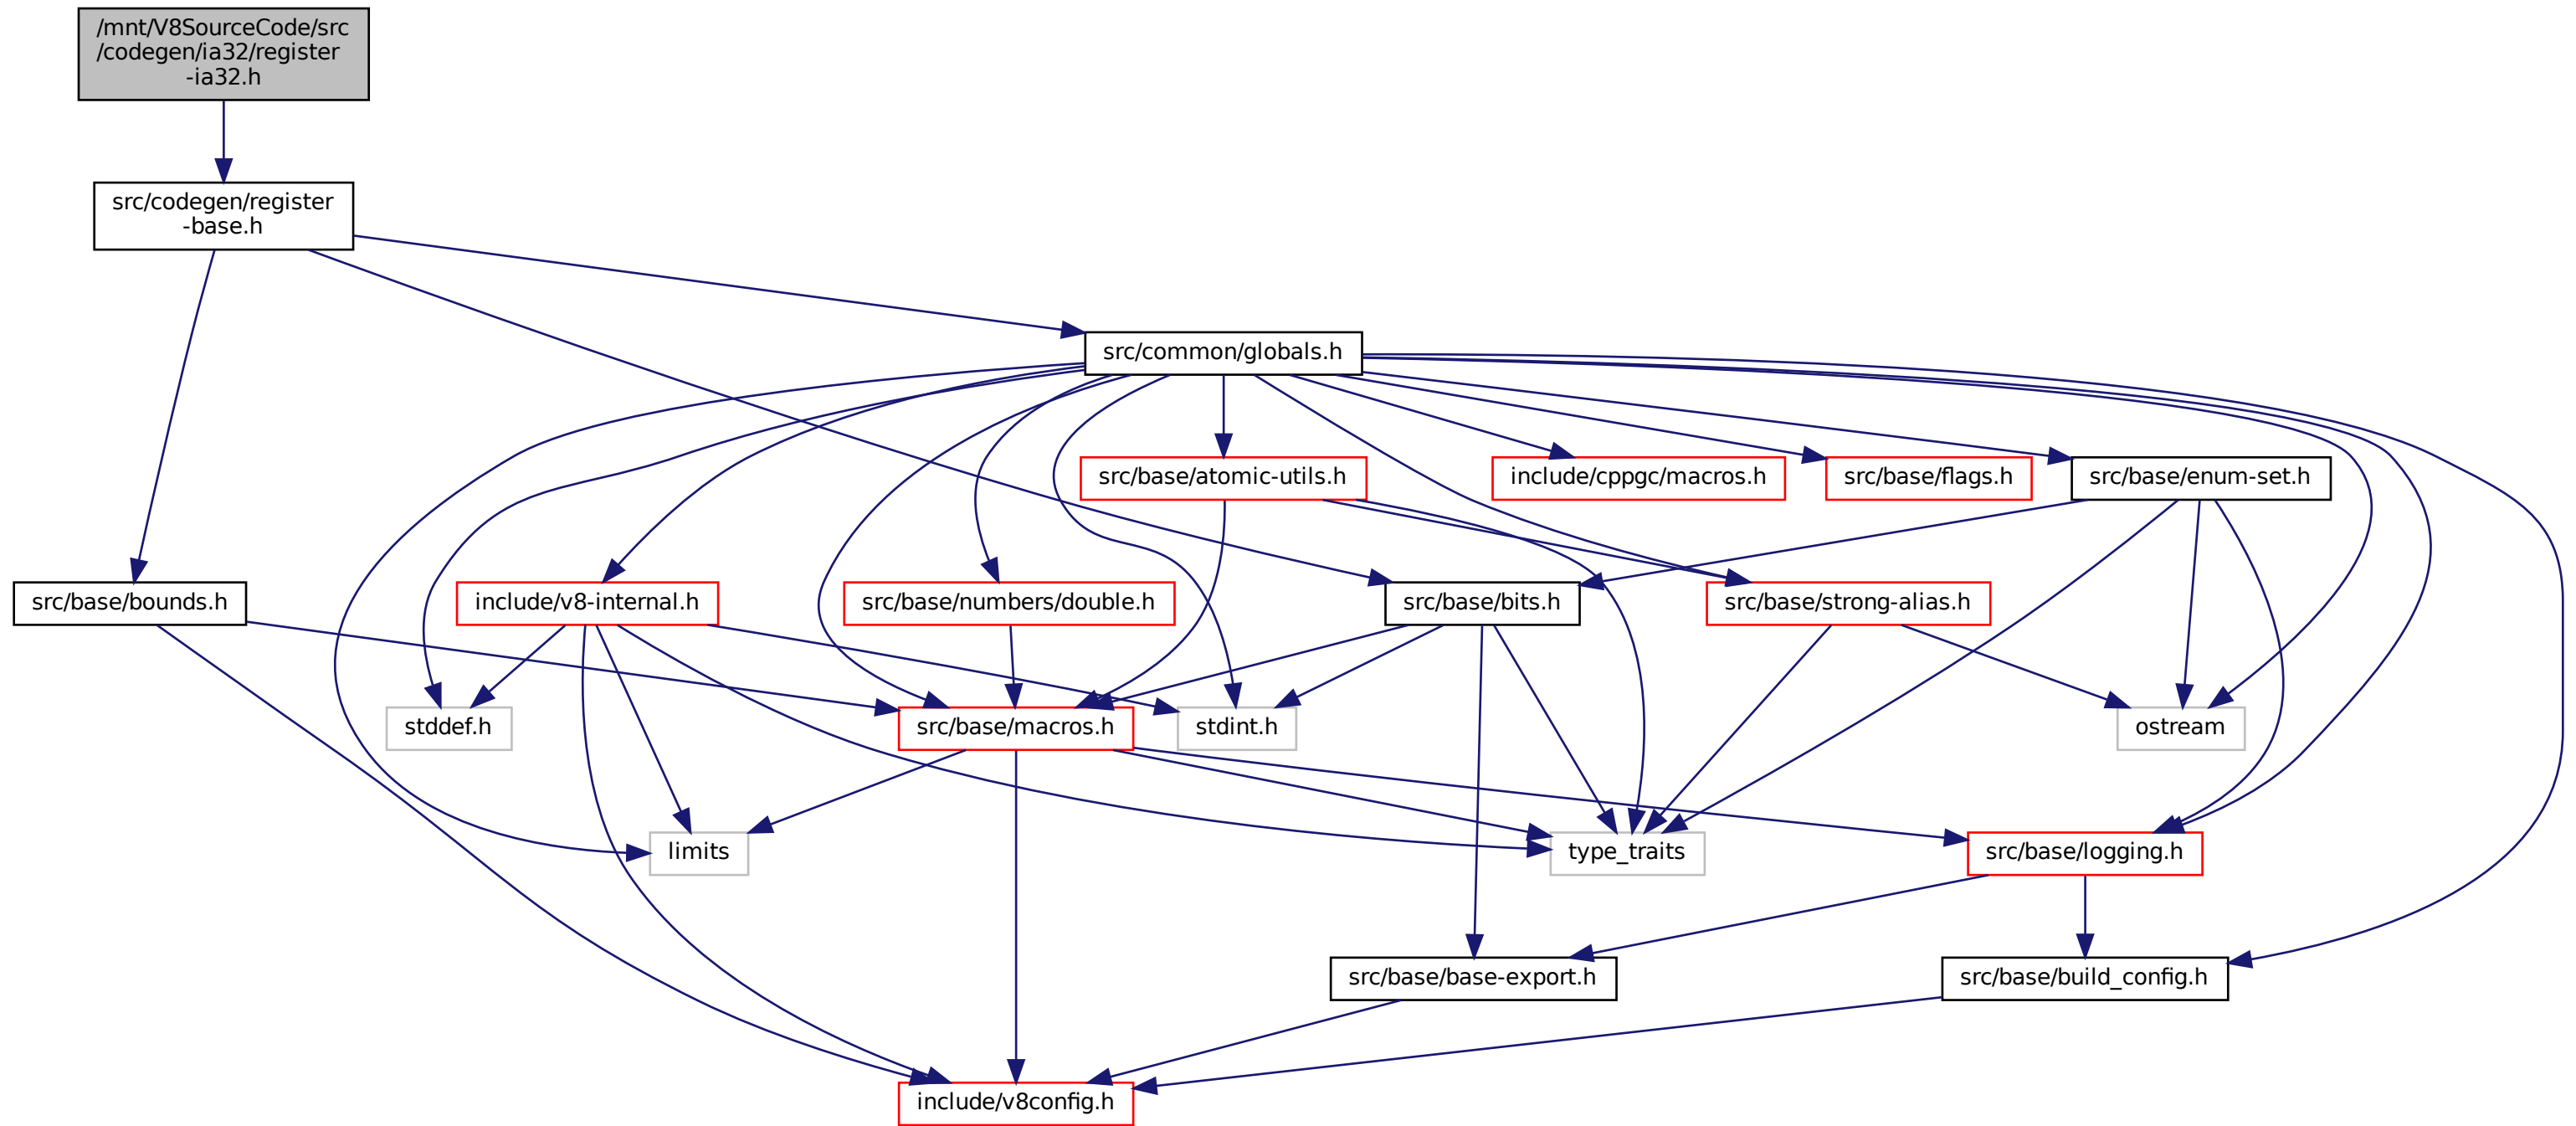 /mnt/V8SourceCode/src
/codegen/ia32/register
-ia32.h
src/codegen/register
-base.h
src/common/globals.h
src/base/atomic-utils.h
include/cppgc/macros.h
src/base/flags.h
src/base/enum-set.h
src/base/bounds.h
include/v8-internal.h
src/base/numbers/double.h
src/base/bits.h
src/base/strong-alias.h
stddef.h
src/base/macros.h
stdint.h
ostream
limits
type_traits
src/base/logging.h
src/base/base-export.h
src/base/build_config.h
include/v8config.h